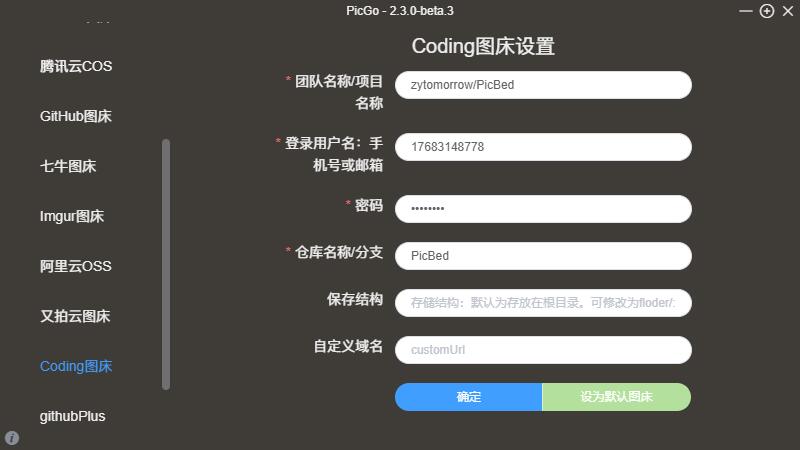 PicGo - 2.3.0-beta.3
腾讯云COS
GitHub图床
七牛图床
Imgur图床
阿里云OSS
又拍云图床
Coding图床
githubPlus
Coding图床设置
* 团队名称/项目
名称
zytomorrow/PicBed
* 登录用户名：手
机号或邮箱
17683148778
* 密码
••••••••
* 仓库名称/分支
PicBed
保存结构
存储结构：默认为存放在根目录。可修改为floder/:
自定义域名
customUrl
确定
设为默认图床